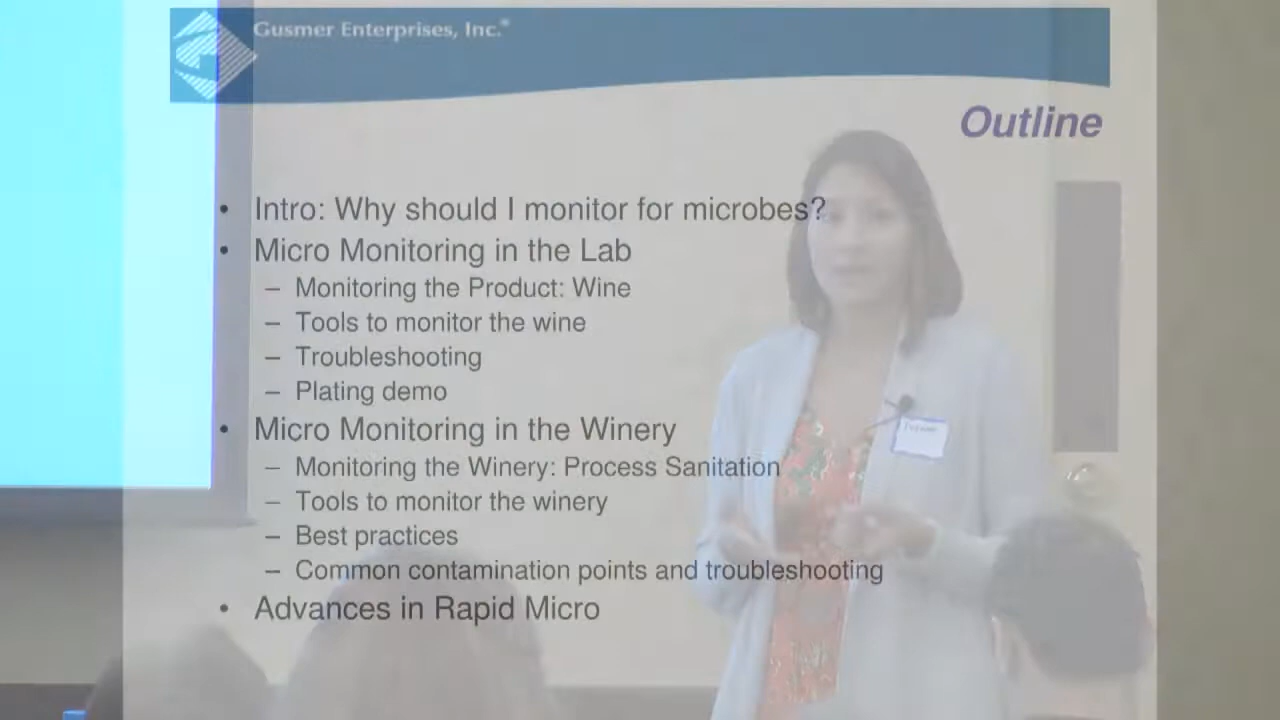 Gusmer Enterprises, Inc.®
Outline
• Intro: Why should I monitor for microbes?
• Micro Monitoring in the Lab
– Monitoring the Product: Wine
– Tools to monitor the wine
– Troubleshooting
– Plating demo
• Micro Monitoring in the Winery
– Monitoring the Winery: Process Sanitation
– Tools to monitor the winery
– Best practices
– Common contamination points and troubleshooting
• Advances in Rapid Micro